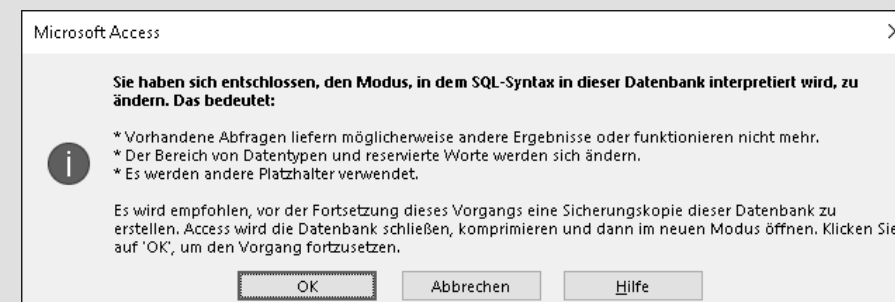 Microsoft Access
Sie haben sich entschlossen, den Modus, in dem SQL-Syntax in dieser Datenbank interpretiert wird, zu
ändern. Das bedeutet:
* Vorhandene Abfragen liefern möglicherweise andere Ergebnisse oder funktionieren nicht mehr.
* Der Bereich von Datentypen und reservierte Worte werden sich ändern.
* Es werden andere Platzhalter verwendet.
Es wird empfohlen, vor der Fortsetzung dieses Vorgangs eine Sicherungskopie dieser Datenbank zu
erstellen. Access wird die Datenbank schließen, komprimieren und dann im neuen Modus öffnen. Klicken Sie
auf 'OK', um den Vorgang fortzusetzen.
OK Abbrechen Hilfe